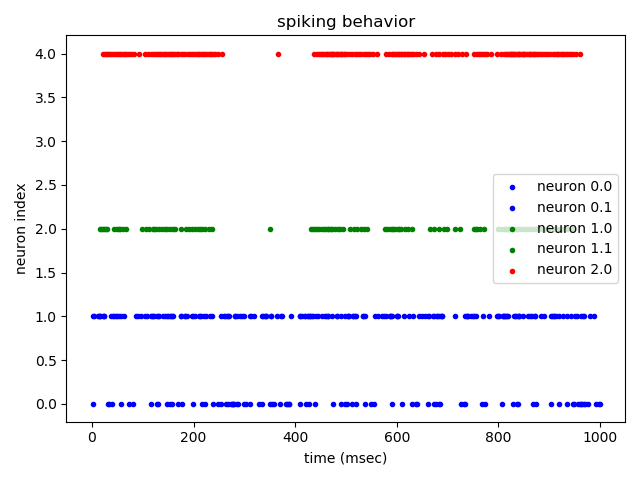 spiking behavior
4.0
3.5
3.0
2.5
2.0
1.5
1.0
0.5
0.0
neuron index
neuron 0.0
neuron 0.1
neuron 1.0
neuron 1.1
neuron 2.0
0 200 400 600 800 1000
time (msec)